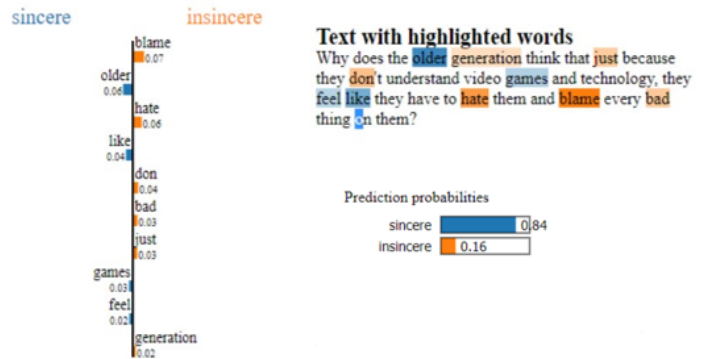 sincere insincere
blame
0.07
older
0.06
hate
0.06
like
0.04
don
0.04
bad
0.03
just
0.03
games
0.03
feel
0.02
generation
0.02
Text with highlighted words
Why does the older generation think that just because
they don't understand video games and technology, they
feel like they have to hate them and blame every bad
thing on them?
Prediction probabilities
sincere 0.84
insincere 0.16